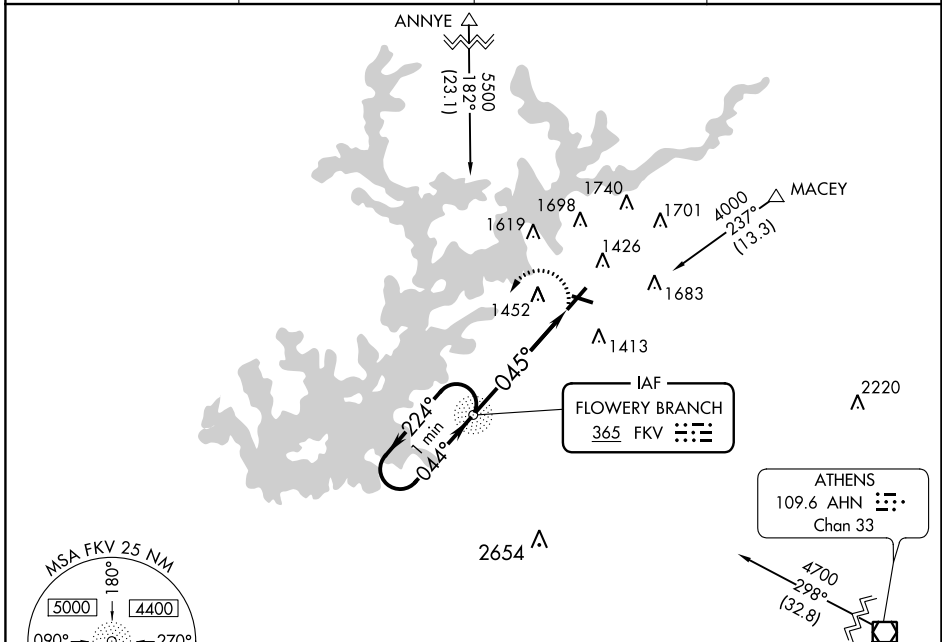 ANNYE
5500
182°
(23.1)
1740
1698
1701
1619
MACEY
4000
237°
(13.3)
1426
1683
1452
1413
045°
IAF
FLOWERY BRANCH
365 FKV
224°
1 min
044°
2220
ATHENS
109.6 AHN
Chan 33
2654
4700
298°
(32.8)
MSA FKV 25 NM
180°
5000
4400
090°
270°